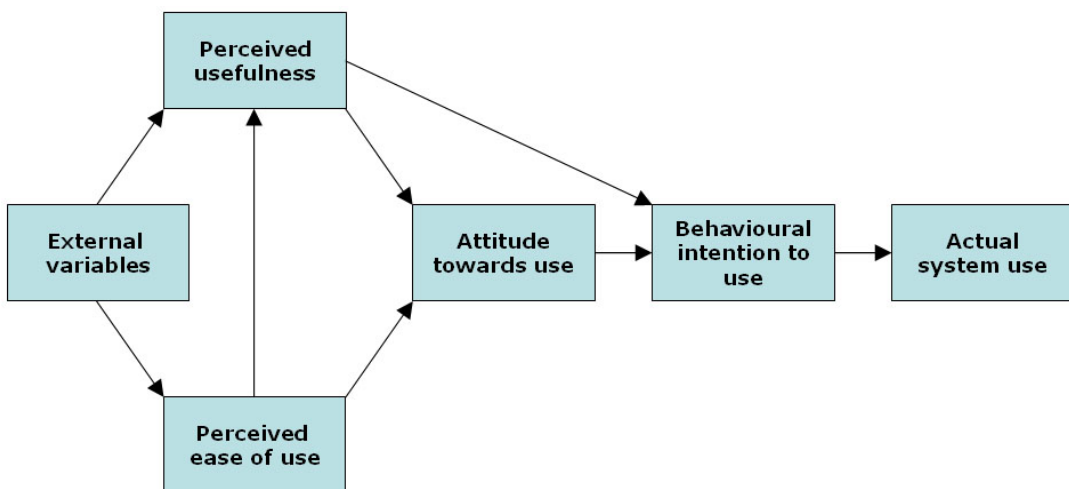 Perceived
usefulness
External
variables
Attitude
towards use
Behavioural
intention to
use
Actual
system use
Perceived
ease of use